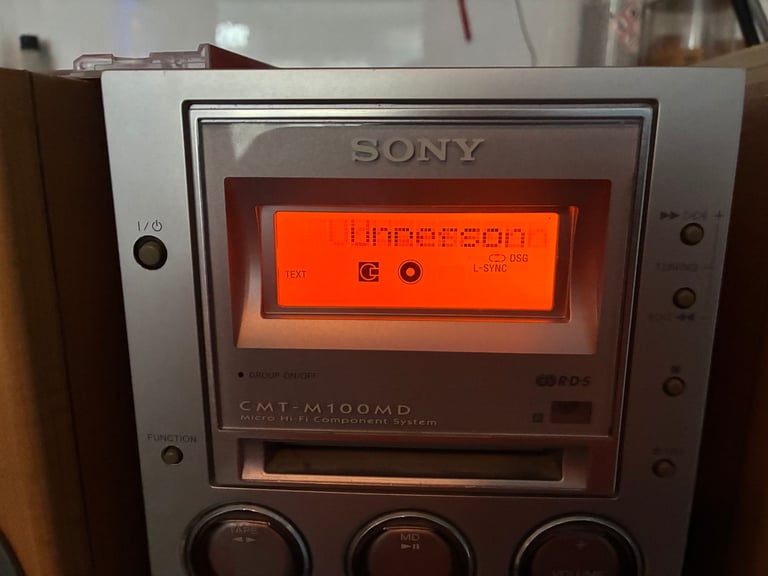 SONY
I/⏻
TEXT
DSG
L-SYNC
TUNING
GROUP ON/OFF
RDS
CMT-M100MD
Micro Hi-Fi Component System
FUNCTION
TAPE
MD
VOLUME